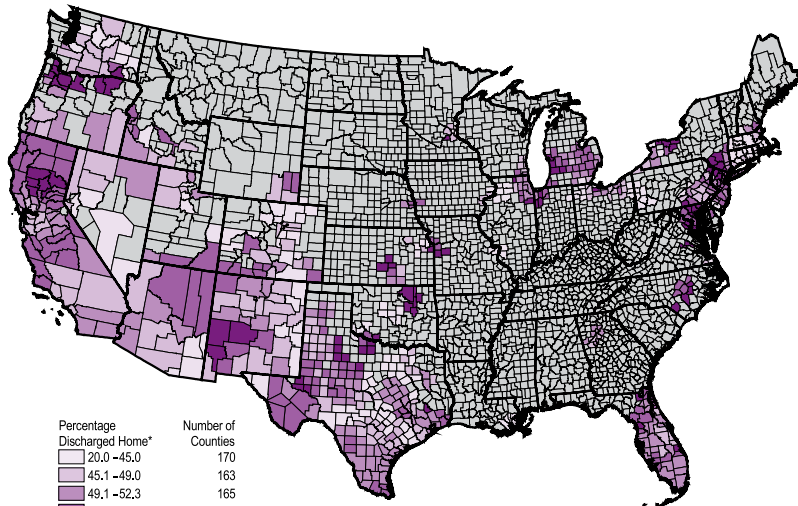 Percentage Number of
Discharged Home* Counties
20.0 – 45.0 170
45.1 – 49.0 163
49.1 – 52.3 165